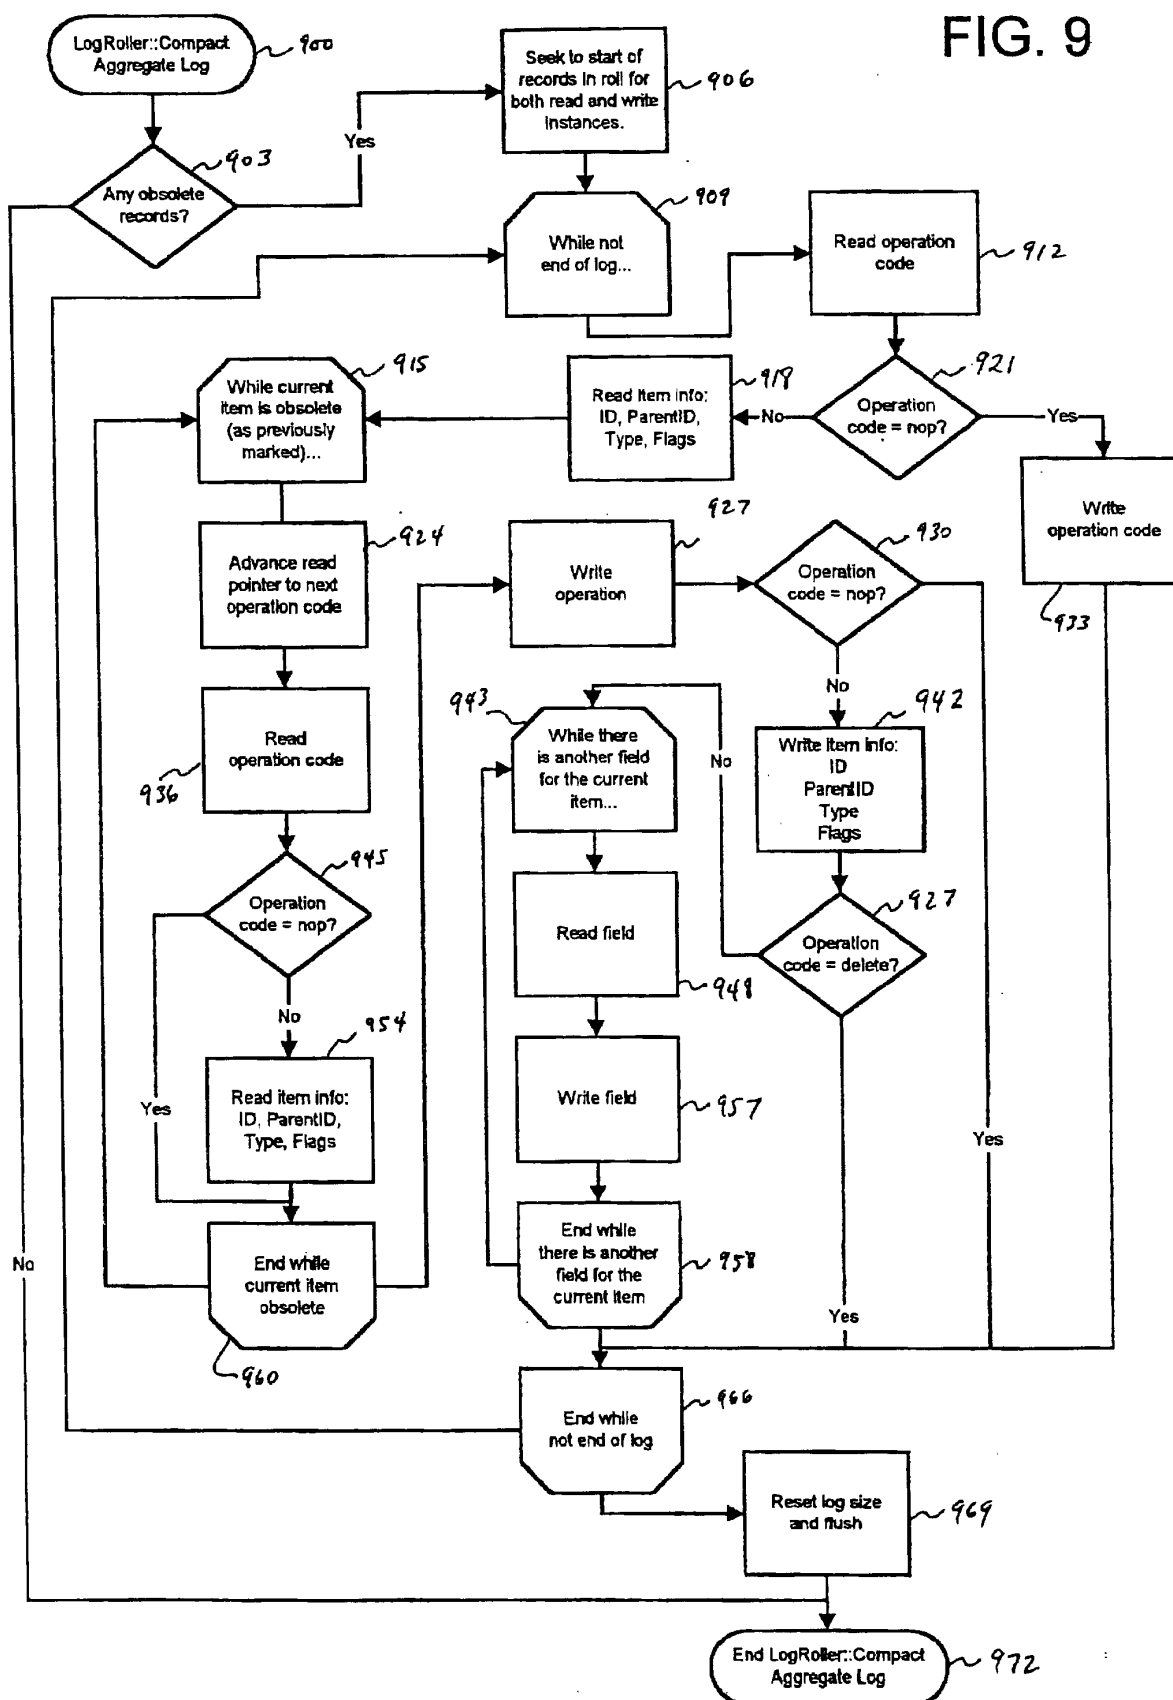 FIG. 9
LogRoller::Compact
Aggregate Log
900
Seek to start of
records in roll for
both read and write
instances.
906
Yes
903
Any obsolete
records?
909
While not
end of log...
Read operation
code
912
915
While current
item is obsolete
(as previously
marked)...
918
Read item info:
ID, ParentID,
Type, Flags
No
921
Operation
code = nop?
Yes
Write
operation code
933
924
Advance read
pointer to next
operation code
927
Write
operation
930
Operation
code = nop?
No
Read
operation code
936
943
While there
is another field
for the current
item...
No
942
Write item info:
ID
ParentID
Type
Flags
945
Operation
code = nop?
Read field
948
927
Operation
code = delete?
No
954
Read item info:
ID, ParentID,
Type, Flags
Yes
Write field
957
Yes
No
End while
current item
obsolete
960
End while
there is another
field for the
current item
958
Yes
End while
not end of log
966
Reset log size
and flush
969
End LogRoller::Compact
Aggregate Log
972